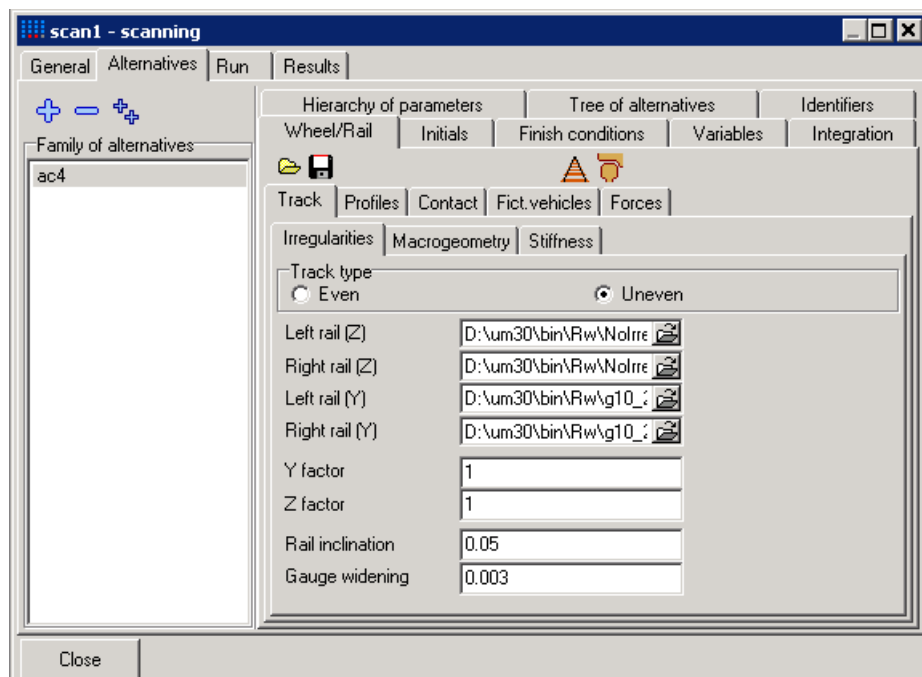 scan1 - scanning
General Alternatives Run Results
Hierarchy of parameters Tree of alternatives Identifiers
Wheel/Rail Initials Finish conditions Variables Integration
Family of alternatives
ac4
Track Profiles Contact Fict.vehicles Forces
Irregularities Macrogeometry Stiffness
Track type
Even Uneven
Left rail (Z) D:\um30\bin\Rw\NoIrre
Right rail (Z) D:\um30\bin\Rw\NoIrre
Left rail (Y) D:\um30\bin\Rw\g10_
Right rail (Y) D:\um30\bin\Rw\g10_
Y factor 1
Z factor 1
Rail inclination 0.05
Gauge widening 0.003
Close